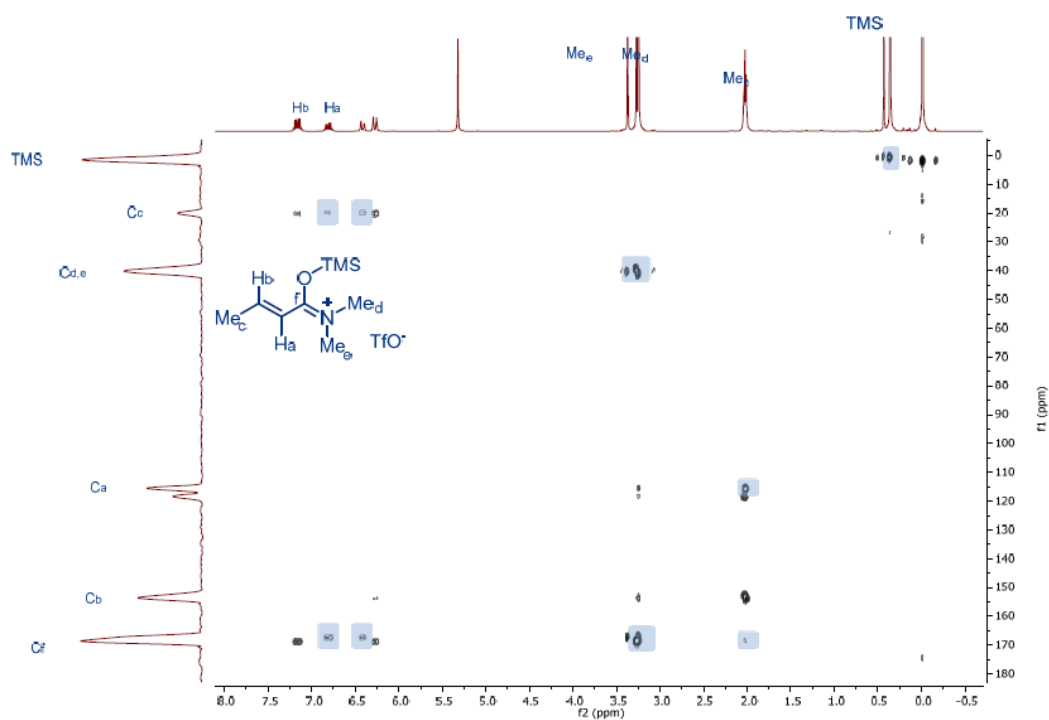 TMS
Me e
Me d
Me c
Hb
Ha
TMS
Cc
Cd,e
Ca
Cb
Cf
TMS
O
Hb
f
+
N
Med
Mec
Ha
Mee
TfO-
0
10
20
30
40
50
60
70
80
90
100
110
120
130
140
150
160
170
180
f1 (ppm)
8.0 7.5 7.0 6.5 6.0 5.5 5.0 4.5 4.0 3.5 3.0 2.5 2.0 1.5 1.0 0.5 0.0 -0.5
f2 (ppm)